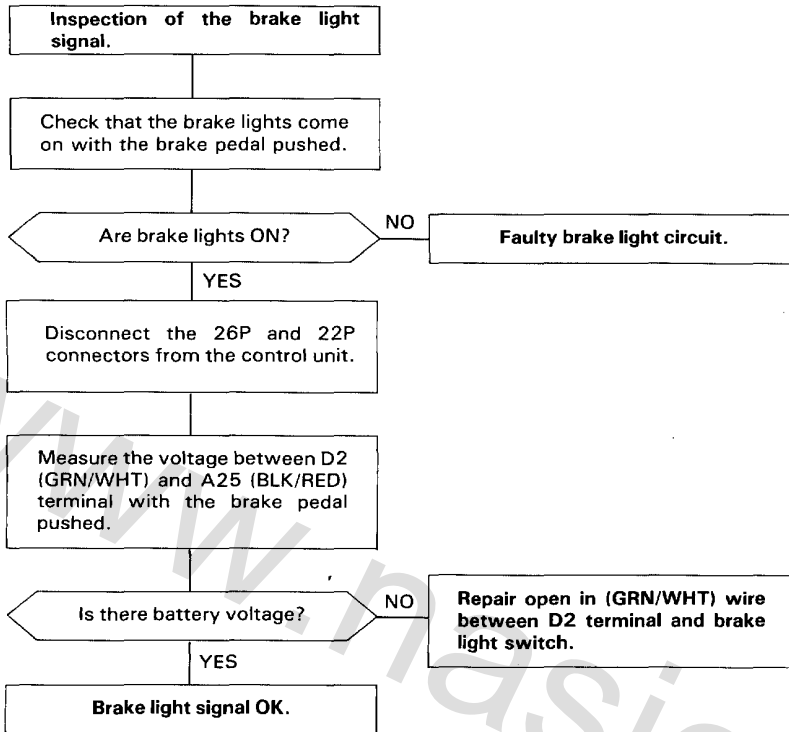 Inspection of the brake light
signal.
Check that the brake lights come
on with the brake pedal pushed.
Are brake lights ON?
NO
Faulty brake light circuit.
YES
Disconnect the 26P and 22P
connectors from the control unit.
Measure the voltage between D2
(GRN/WHT) and A25 (BLK/RED)
terminal with the brake pedal
pushed.
Is there battery voltage?
NO
Repair open in (GRN/WHT) wire
between D2 terminal and brake
light switch.
YES
Brake light signal OK.
www.nasio